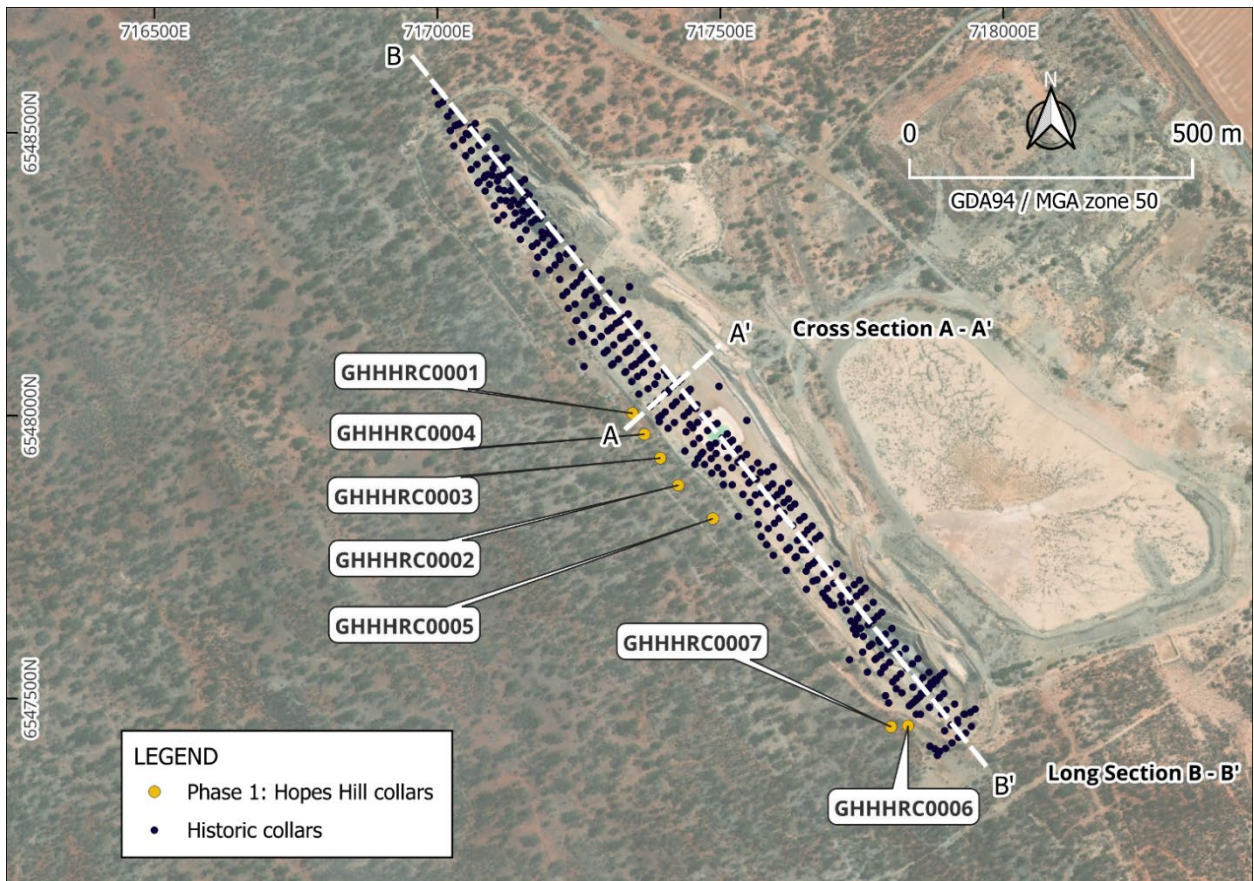 716500E
717000E
717500E
718000E
B
N
0
500 m
6548500N
GDA94 / MGA zone 50
A'
Cross Section A - A'
GHHHRC0001
6548000N
A
GHHHRC0004
GHHHRC0003
GHHHRC0002
GHHHRC0005
GHHHRC0007
6547500N
LEGEND
Phase 1: Hopes Hill collars
Historic collars
B'
Long Section B - B'
GHHHRC0006